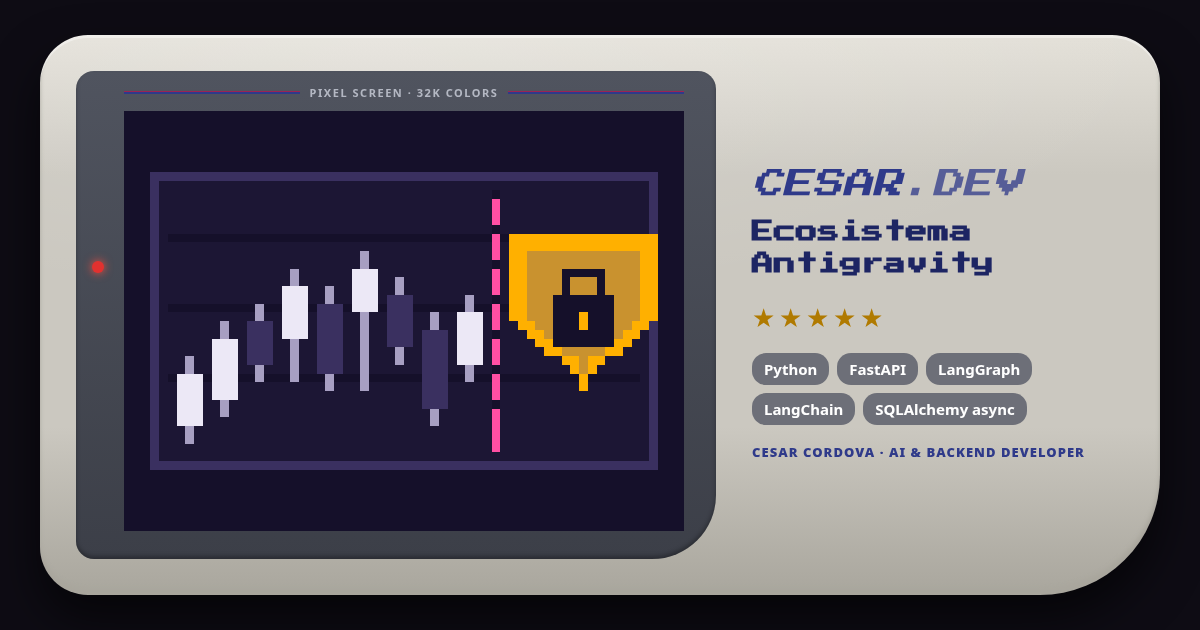 PIXEL SCREEN · 32K COLORS
CESAR.DEV
Ecosistema
Antigravity
★★★★★
Python FastAPI LangGraph
LangChain SQLAlchemy async
CESAR CORDOVA · AI & BACKEND DEVELOPER